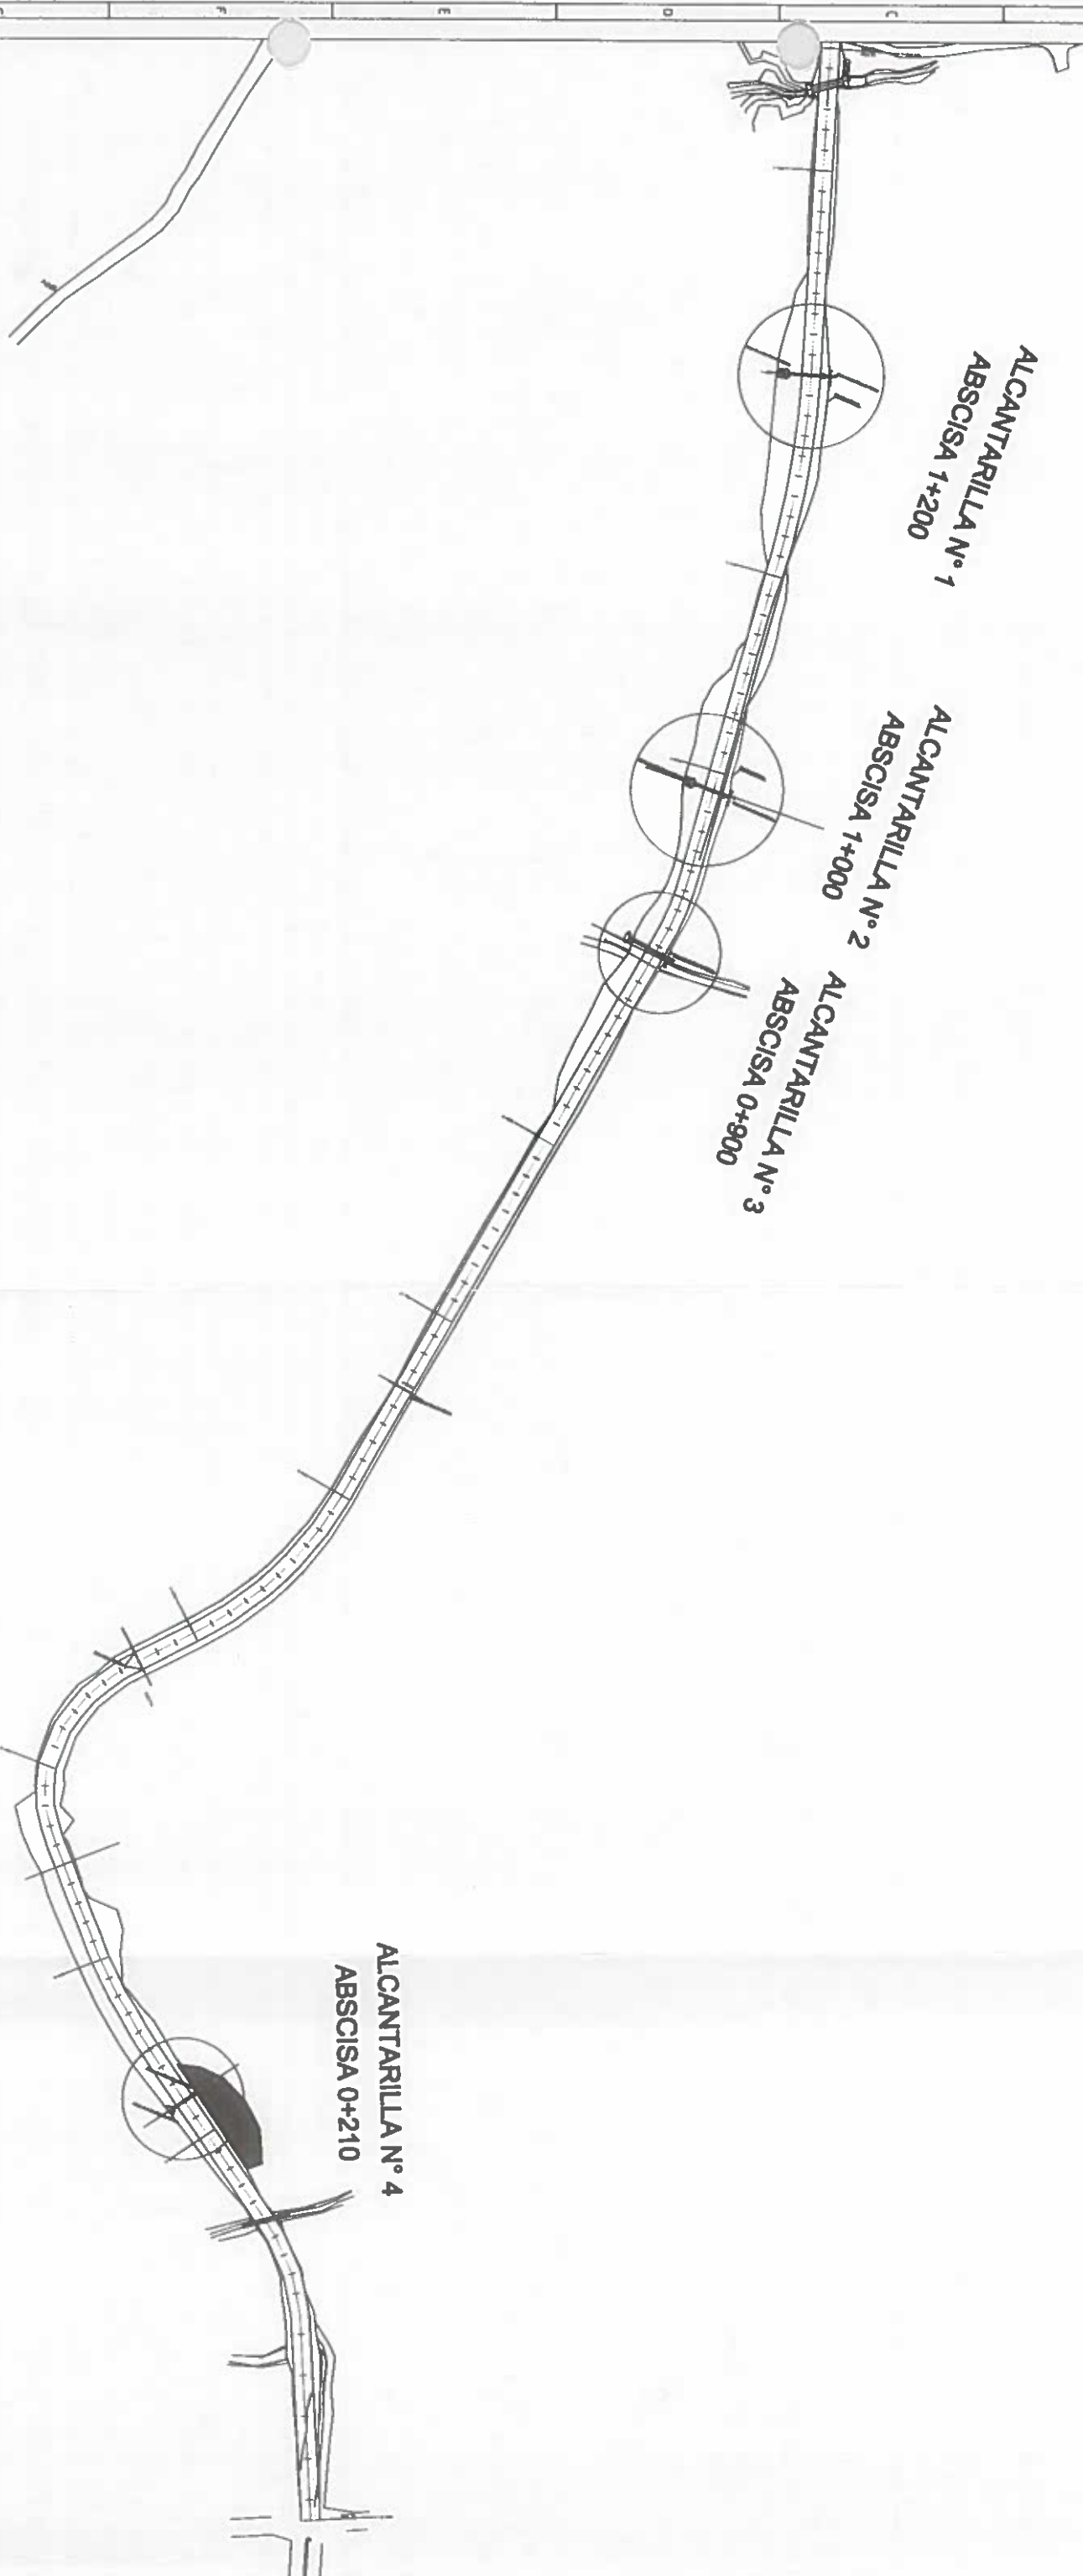 F
E
D
C
ALCANTARILLA N° 1
ABSCISA 1+200
ALCANTARILLA N° 2
ABSCISA 1+000
ALCANTARILLA N° 3
ABSCISA 0+900
ALCANTARILLA N° 4
ABSCISA 0+210